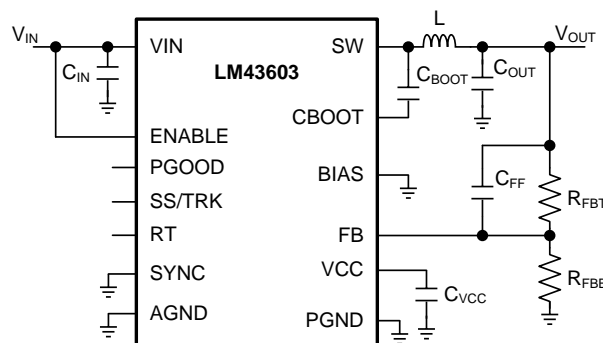 VIN
VIN
CIN
LM43603
SW
L
VOUT
CBOOT
COUT
CBOOT
ENABLE
PGOOD
BIAS
CFF
RFBT
SS/TRK
RT
FB
SYNC
VCC
CVCC
RFBB
AGND
PGND